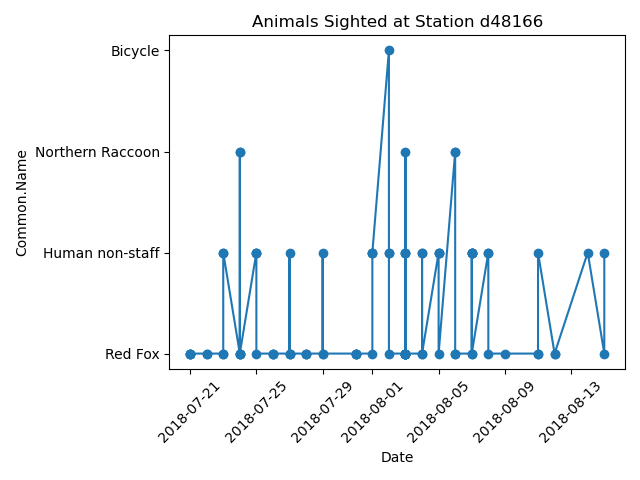 Animals Sighted at Station d48166
Bicycle
Northern Raccoon
Human non-staff
Red Fox
Common.Name
2018-07-21
2018-07-25
2018-07-29
2018-08-01
2018-08-05
2018-08-09
2018-08-13
Date